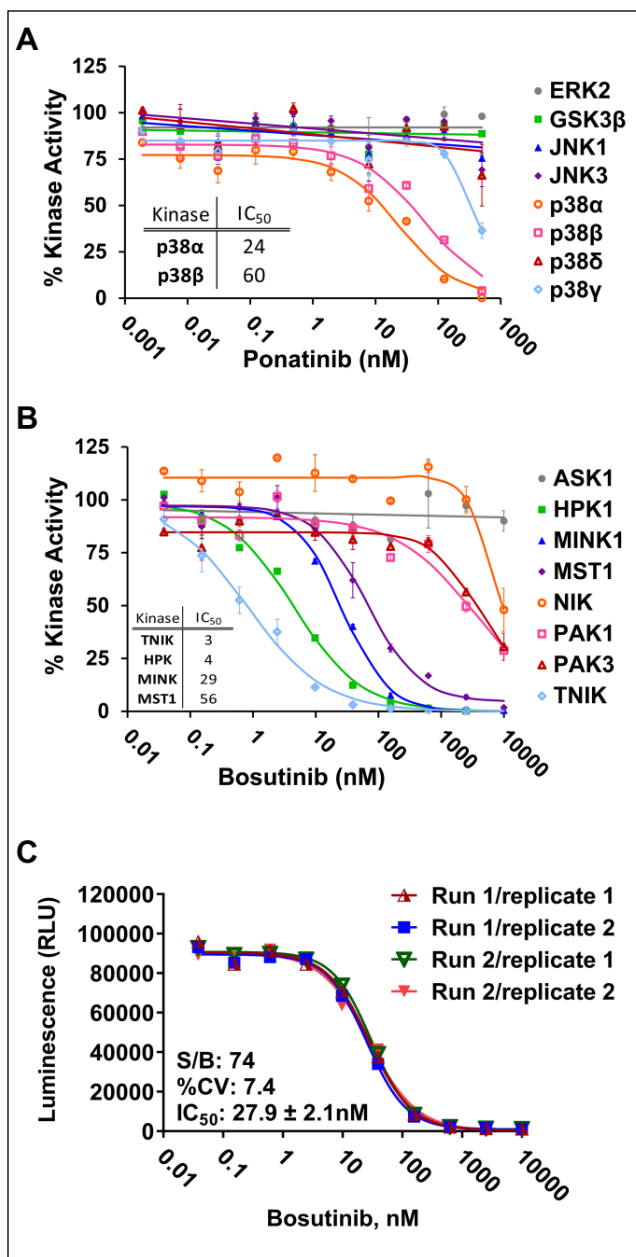 A
125
100
75
50
25
0
% Kinase Activity
Kinase IC50
p38α 24
p38β 60
0.001 0.01 0.1 1 10 100 1000
Ponatinib (nM)
ERK2
GSK3β
JNK1
JNK3
p38α
p38β
p38δ
p38γ
B
125
100
75
50
25
0
% Kinase Activity
Kinase IC50
TNIK 3
HPK 4
MINK 29
MST1 56
0.01 0.1 1 10 100 1000 10000
Bosutinib (nM)
ASK1
HPK1
MINK1
MST1
NIK
PAK1
PAK3
TNIK
C
120000
100000
80000
60000
40000
20000
0
Luminescence (RLU)
Run 1/replicate 1
Run 1/replicate 2
Run 2/replicate 1
Run 2/replicate 2
S/B: 74
%CV: 7.4
IC50: 27.9 ± 2.1nM
0.01 0.1 1 10 100 1000 10000
Bosutinib, nM